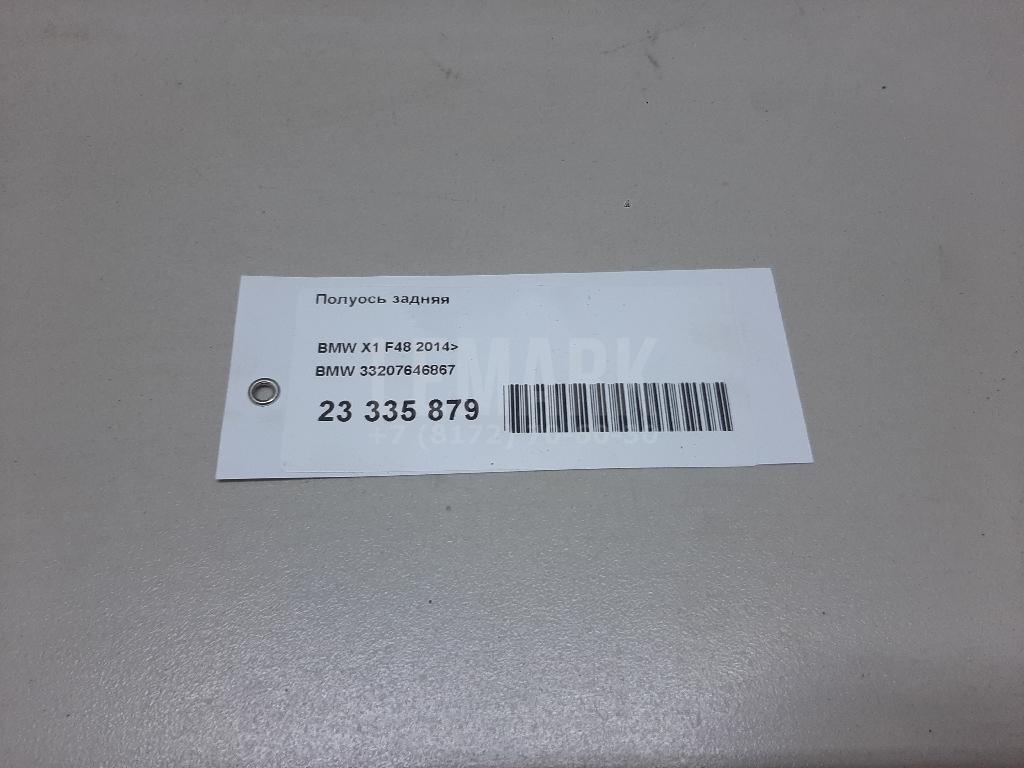 Полуось задняя
BMW X1 F48 2014>
BMW 33207646867
23 335 879